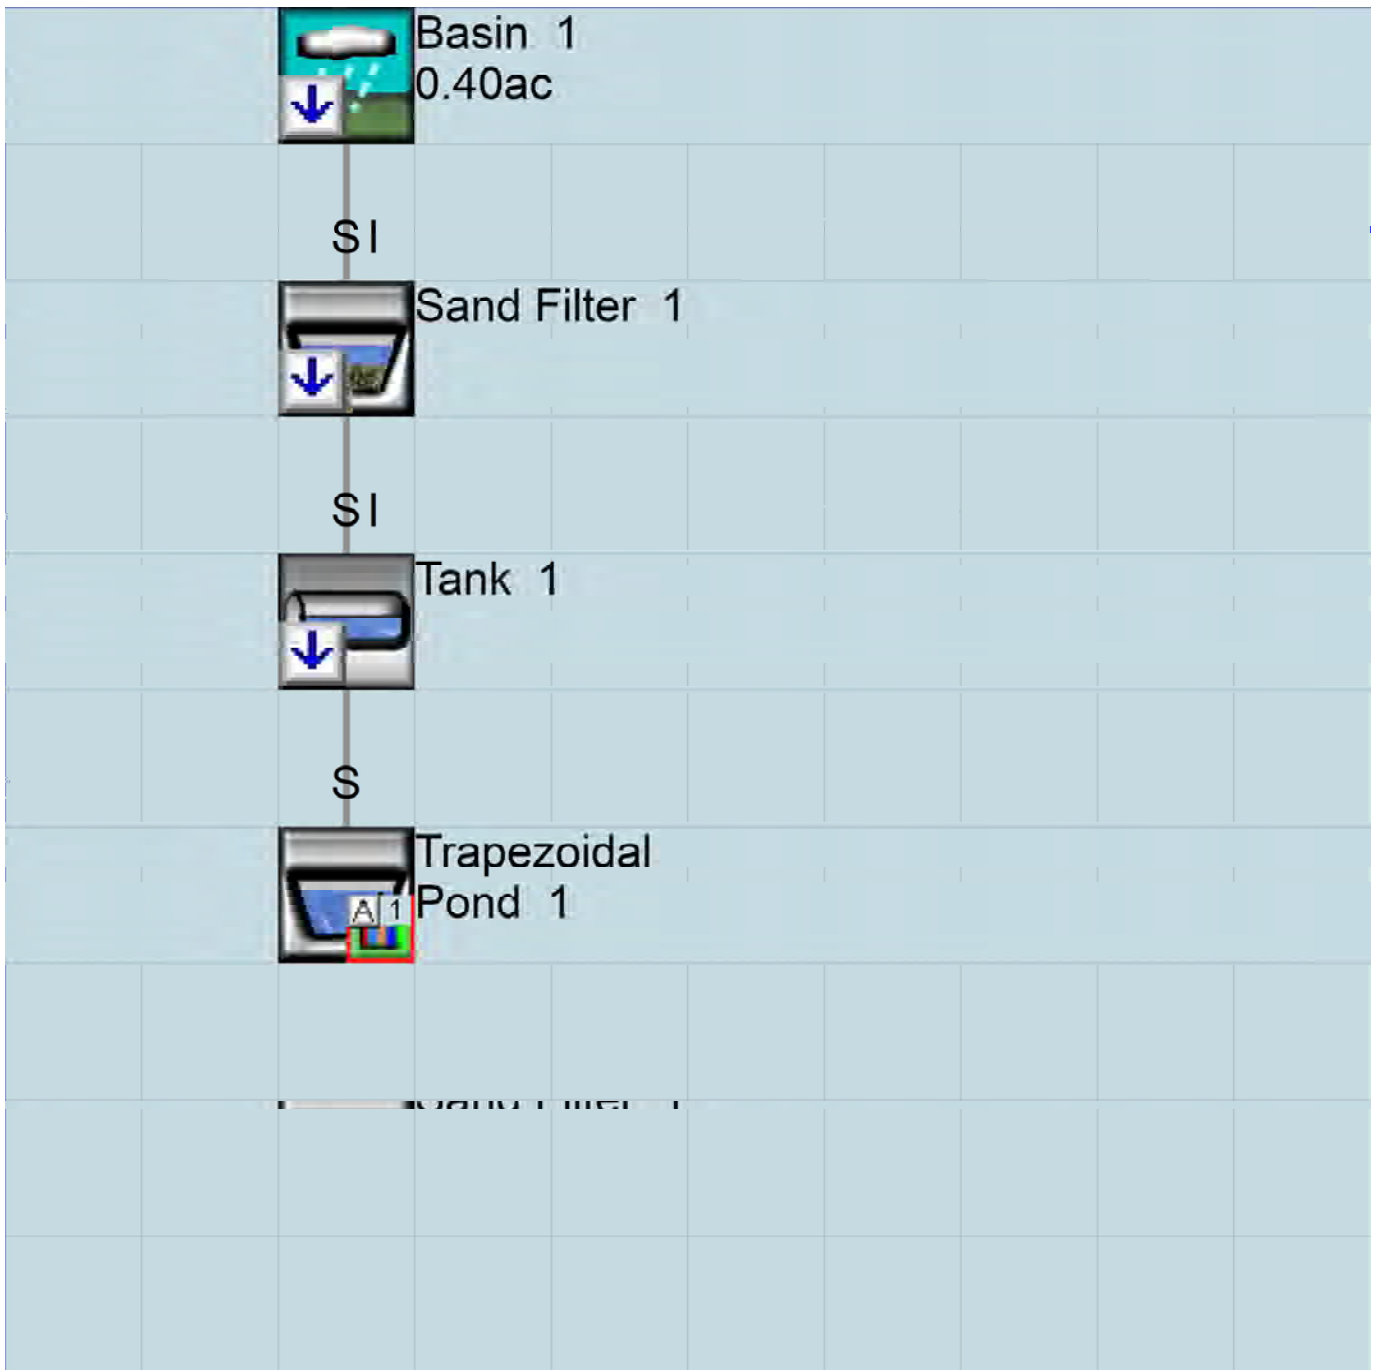 Basin 1
0.40ac
S I
Sand Filter 1
S I
Tank 1
S
Trapezoidal
Pond 1
A 1